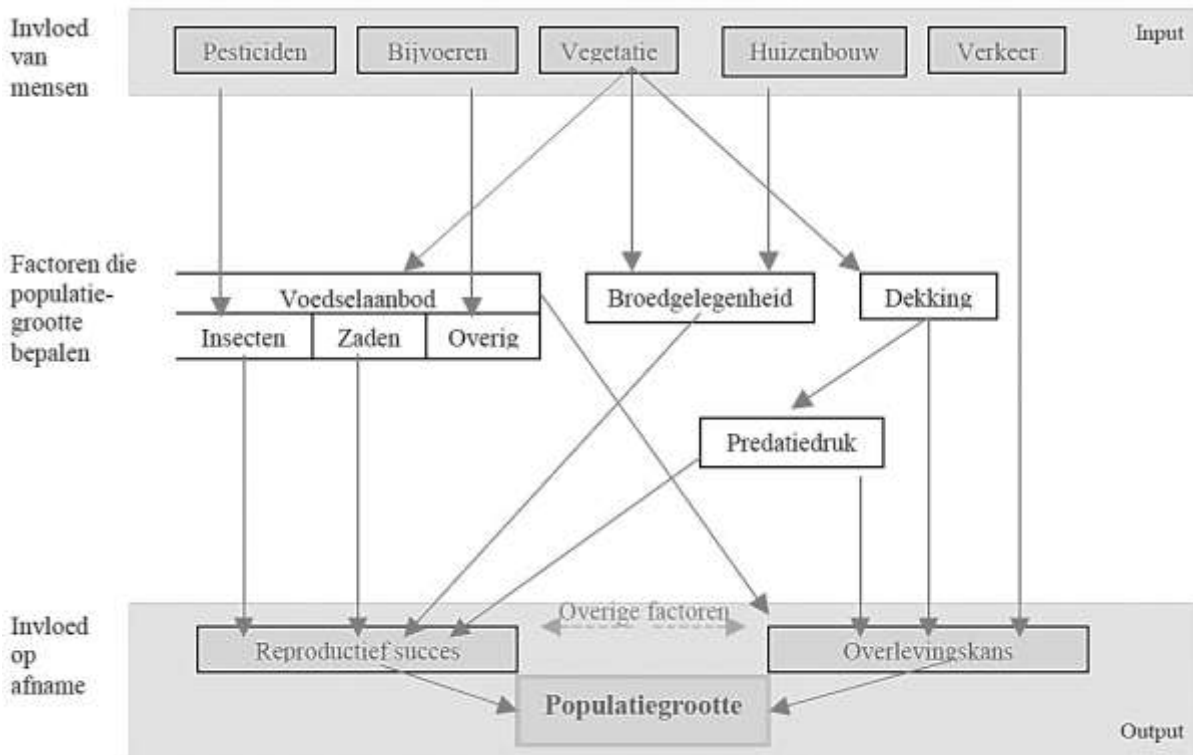 Invloed
van
mensen
Pesticiden
Bijvoeren
Vegetatie
Huizenbouw
Verkeer
Input
Factoren die
populatie-
grootte
bepalen
Voedselaanbod
Insecten
Zaden
Overig
Broedgelegenheid
Dekking
Predatiedruk
Invloed
op
afname
Overige factoren
Reproductief succes
Overlevingskans
Populatiegrootte
Output